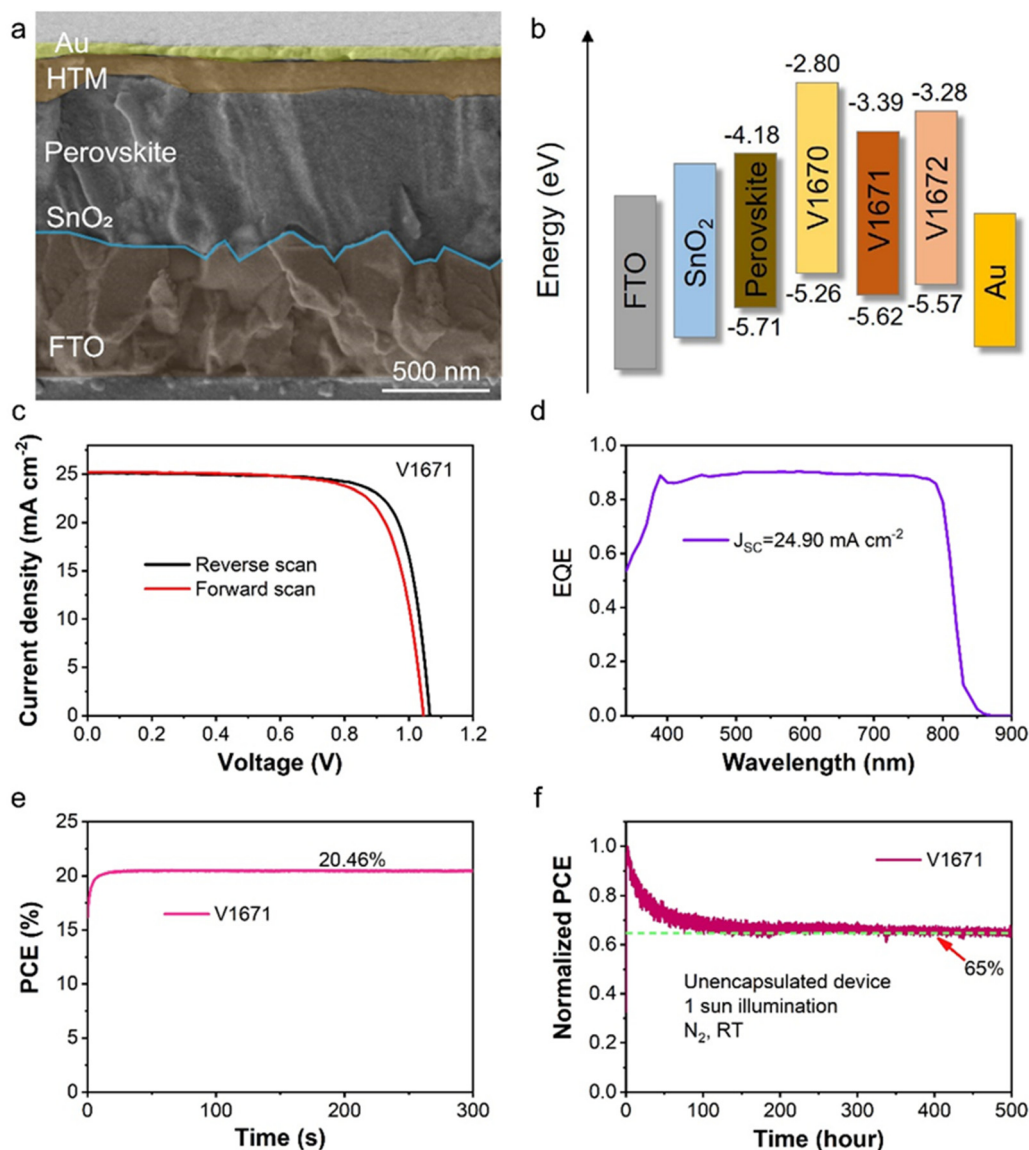 a
Au
HTM
Perovskite
SnO₂
FTO
500 nm
b
Energy (eV)
FTO
SnO₂
-4.18
Perovskite
-5.71
-2.80
V1670
-5.26
-3.39
V1671
-5.62
-3.28
V1672
-5.57
Au
c
Current density (mA cm⁻²)
25
20
15
10
5
0
V1671
Reverse scan
Forward scan
0.0 0.2 0.4 0.6 0.8 1.0 1.2
Voltage (V)
d
EQE
1.0
0.8
0.6
0.4
0.2
0.0
J_SC=24.90 mA cm⁻²
400 500 600 700 800 900
Wavelength (nm)
e
PCE (%)
25
20
15
10
5
0
20.46%
V1671
0 100 200 300
Time (s)
f
Normalized PCE
1.0
0.8
0.6
0.4
0.2
0.0
V1671
65%
Unencapsulated device
1 sun illumination
N₂, RT
0 100 200 300 400 500
Time (hour)